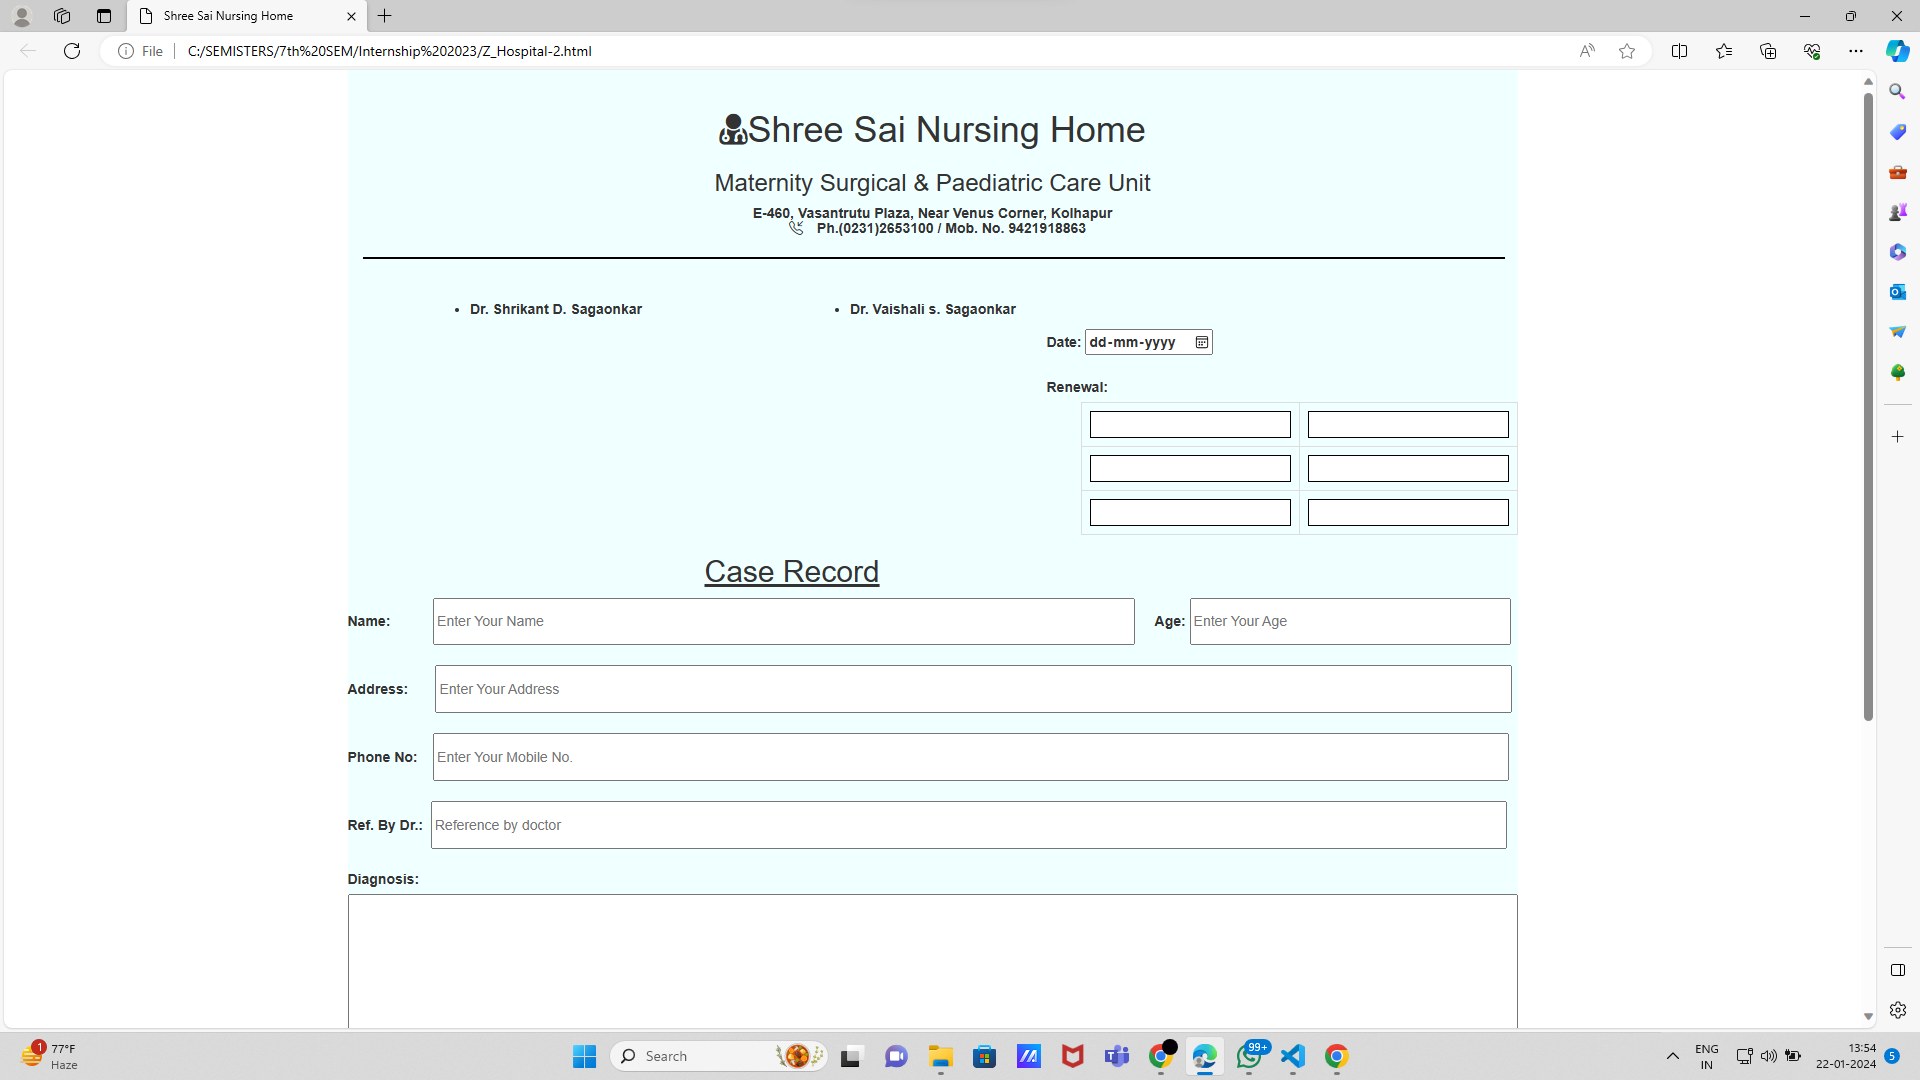 Shree Sai Nursing Home
File
C:/SEMISTERS/7th%20SEM/Internship%202023/Z_Hospital-2.html
Shree Sai Nursing Home
Maternity Surgical & Paediatric Care Unit
E-460, Vasantrutu Plaza, Near Venus Corner, Kolhapur
Ph.(0231)2653100 / Mob. No. 9421918863
• Dr. Shrikant D. Sagaonkar
• Dr. Vaishali s. Sagaonkar
Date: dd-mm-yyyy
Renewal:
Case Record
Name: Enter Your Name Age: Enter Your Age
Address: Enter Your Address
Phone No: Enter Your Mobile No.
Ref. By Dr.: Reference by doctor
Diagnosis:
1
77°F
Haze
Search
99+
ENG
IN
13:54
22-01-2024
5